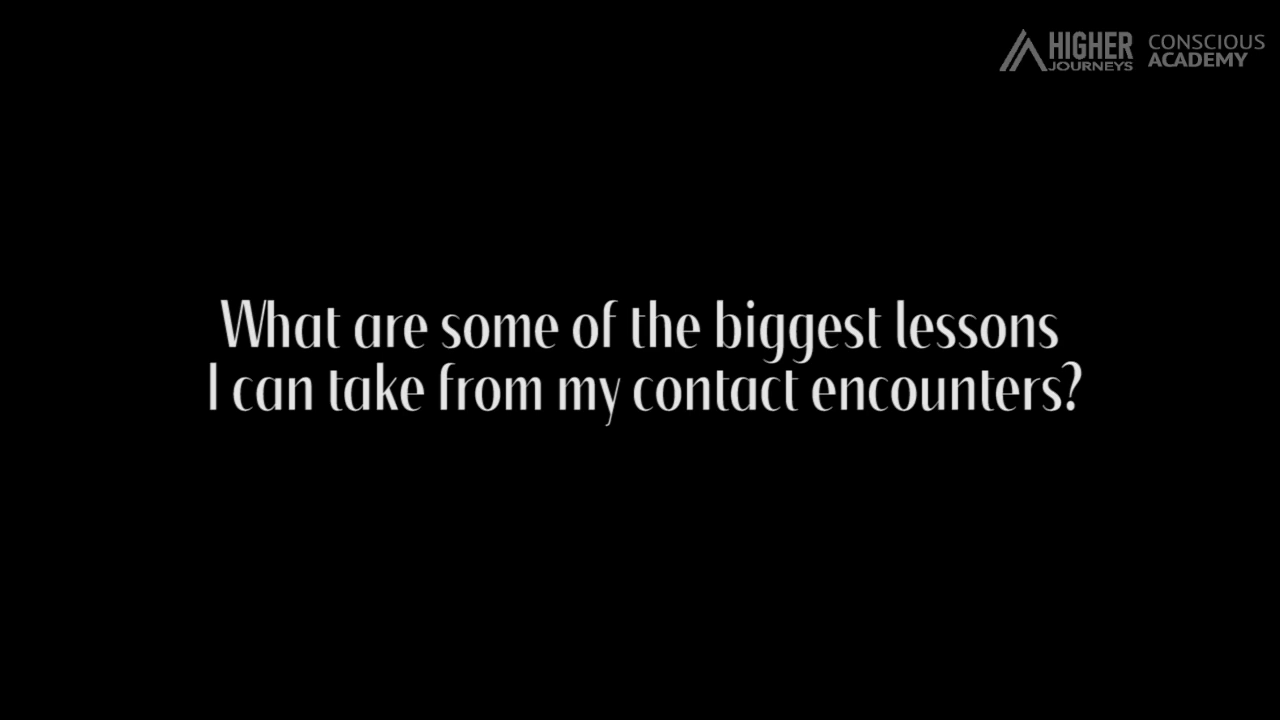 HIGHER JOURNEYS
CONSCIOUS ACADEMY
What are some of the biggest lessons
I can take from my contact encounters?